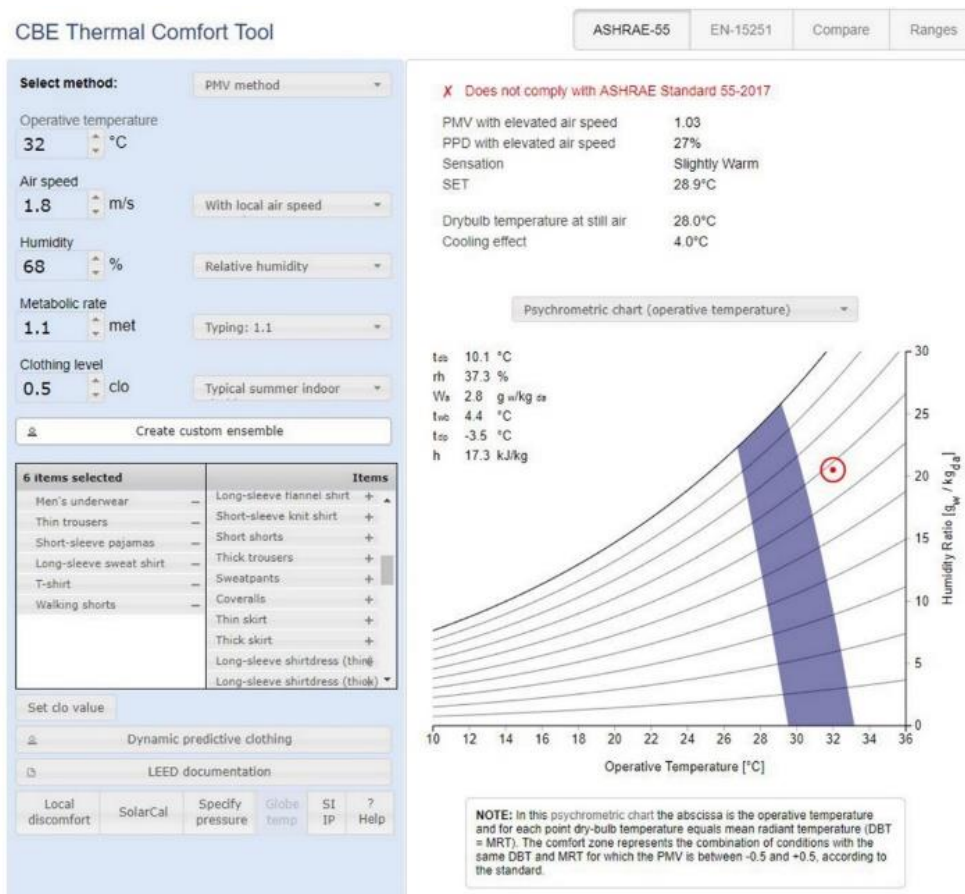 CBE Thermal Comfort Tool
ASHRAE-55 EN-15251 Compare Ranges
Select method: PMV method
Operative temperature
32 °C
Air speed
1.8 m/s With local air speed
Humidity
68 % Relative humidity
Metabolic rate
1.1 met Typing: 1.1
Clothing level
0.5 clo Typical summer indoor
Create custom ensemble
6 items selected
Men's underwear –
Thin trousers –
Short-sleeve pajamas –
Long-sleeve sweat shirt –
T-shirt –
Walking shorts –
Items
Long-sleeve flannel shirt +
Short-sleeve knit shirt +
Short shorts +
Thick trousers +
Sweatpants +
Coveralls +
Thin skirt +
Thick skirt +
Long-sleeve shirtdress (thin) +
Long-sleeve shirtdress (thick) +
Set clo value
Dynamic predictive clothing
LEED documentation
Local discomfort
SolarCal
Specify pressure
Globe temp
SI IP
? Help
✗ Does not comply with ASHRAE Standard 55-2017
PMV with elevated air speed 1.03
PPD with elevated air speed 27%
Sensation Slightly Warm
SET 28.9°C
Drybulb temperature at still air 28.0°C
Cooling effect 4.0°C
Psychrometric chart (operative temperature)
tdb 10.1 °C
rh 37.3 %
Wa 2.8 g w/kg da
twb 4.4 °C
tdp -3.5 °C
h 17.3 kJ/kg
30
25
20
15
10
5
0
Humidity Ratio [gw / kgda]
10 12 14 16 18 20 22 24 26 28 30 32 34 36
Operative Temperature [°C]
NOTE: In this psychrometric chart the abscissa is the operative temperature
and for each point dry-bulb temperature equals mean radiant temperature (DBT
= MRT). The comfort zone represents the combination of conditions with the
same DBT and MRT for which the PMV is between -0.5 and +0.5, according to
the standard.